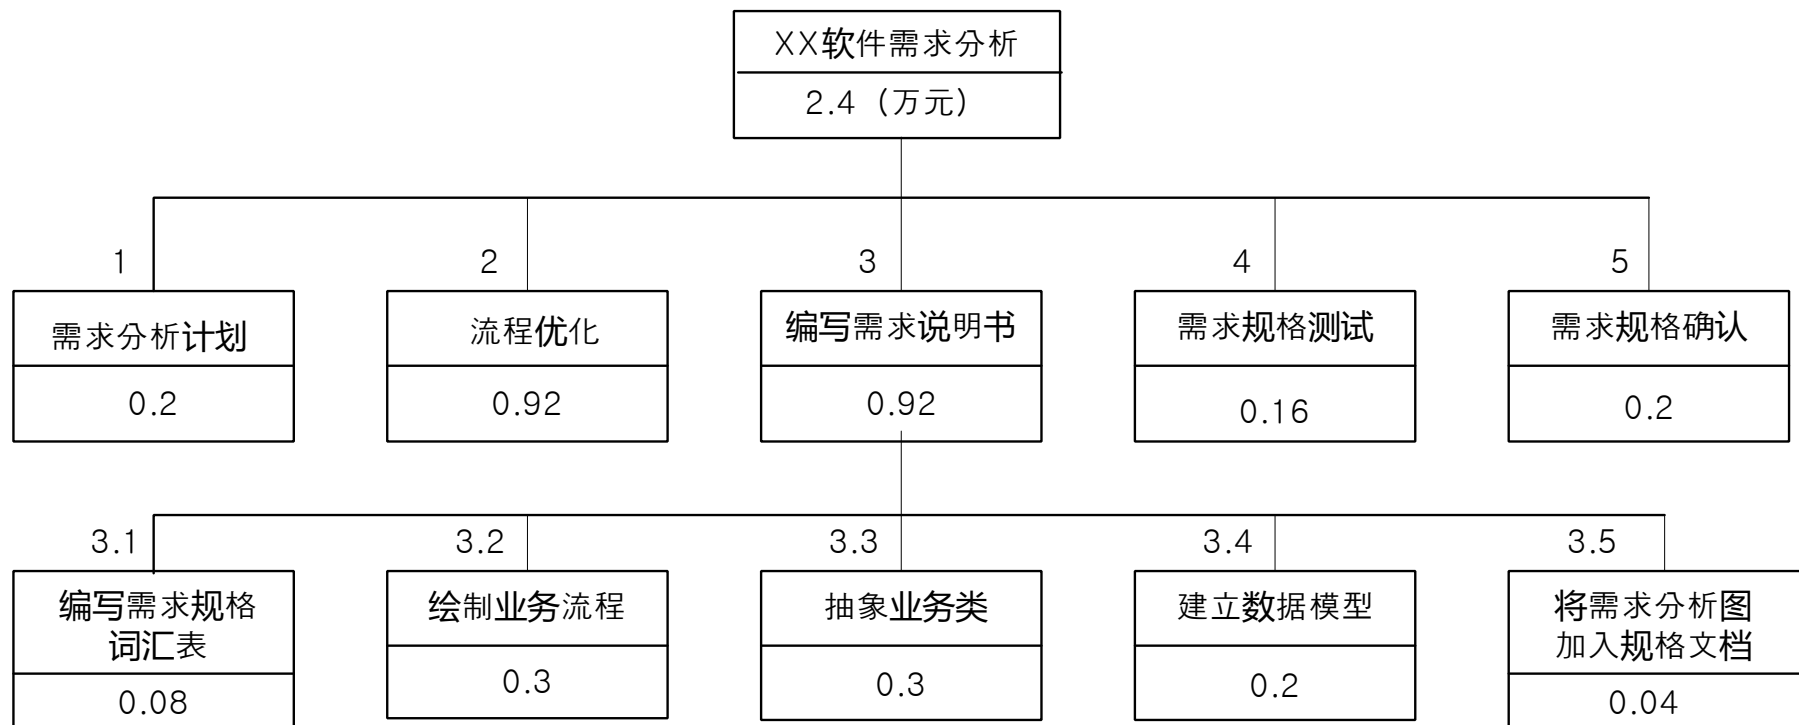 XX软件需求分析
2.4（万元）
1
2
3
4
5
需求分析计划
流程优化
编写需求说明书
需求规格测试
需求规格确认
0.2
0.92
0.92
0.16
0.2
3.1
3.2
3.3
3.4
3.5
编写需求规格
词汇表
绘制业务流程
抽象业务类
建立数据模型
将需求分析图
加入规格文档
0.08
0.3
0.3
0.2
0.04